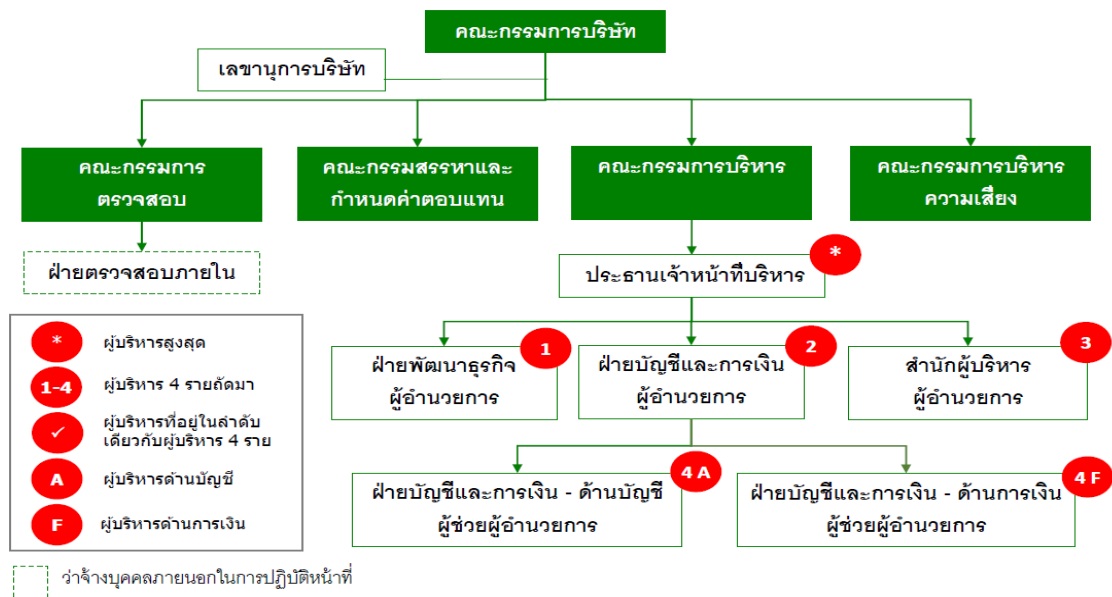 คณะกรรมการบริษัท
เลขานุการบริษัท
คณะกรรมการ
ตรวจสอบ
คณะกรรมสรรหาและ
กำหนดค่าตอบแทน
คณะกรรมการบริหาร
คณะกรรมการบริหาร
ความเสี่ยง
ฝ่ายตรวจสอบภายใน
ประธานเจ้าหน้าที่บริหาร
*
ฝ่ายพัฒนาธุรกิจ
ผู้อำนวยการ
1
ฝ่ายบัญชีและการเงิน
ผู้อำนวยการ
2
สำนักผู้บริหาร
ผู้อำนวยการ
3
ฝ่ายบัญชีและการเงิน - ด้านบัญชี
ผู้ช่วยผู้อำนวยการ
4 A
ฝ่ายบัญชีและการเงิน - ด้านการเงิน
ผู้ช่วยผู้อำนวยการ
4 F
* ผู้บริหารสูงสุด
1-4 ผู้บริหาร 4 รายถัดมา
✓ ผู้บริหารที่อยู่ในลำดับ
เดียวกับผู้บริหาร 4 ราย
A ผู้บริหารด้านบัญชี
F ผู้บริหารด้านการเงิน
ว่าจ้างบุคคลภายนอกในการปฏิบัติหน้าที่